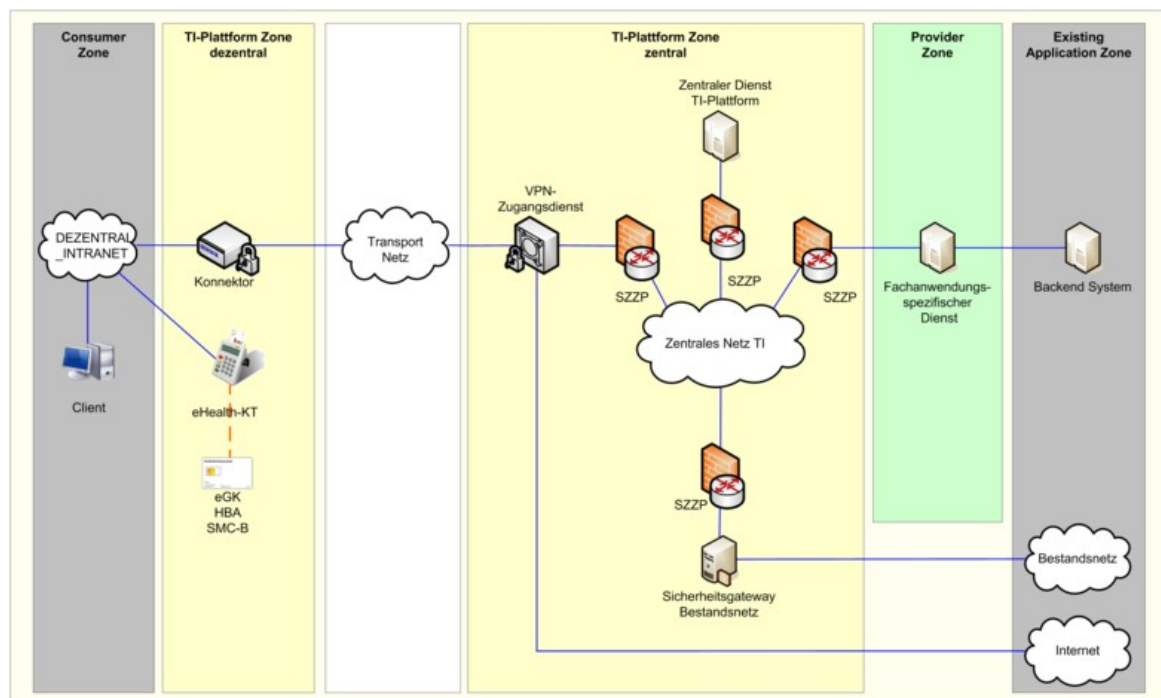 Consumer
Zone
TI-Plattform Zone
dezentral
TI-Plattform Zone
zentral
Provider
Zone
Existing
Application Zone
Zentraler Dienst
TI-Plattform
VPN-
Zugangsdienst
DEZENTRAL
_INTRANET
Konnektor
Transport
Netz
SZZP
SZZP
SZZP
Fachanwendungs-
spezifischer
Dienst
Backend System
Zentrales Netz TI
Client
eHealth-KT
eGK
HBA
SMC-B
SZZP
Sicherheitsgateway
Bestandsnetz
Bestandsnetz
Internet